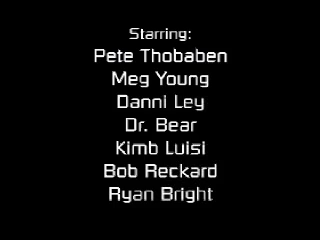 Starring:
Pete Thobaben
Meg Young
Danni Ley
Dr. Bear
Kimb Luisi
Bob Reckard
Ryan Bright